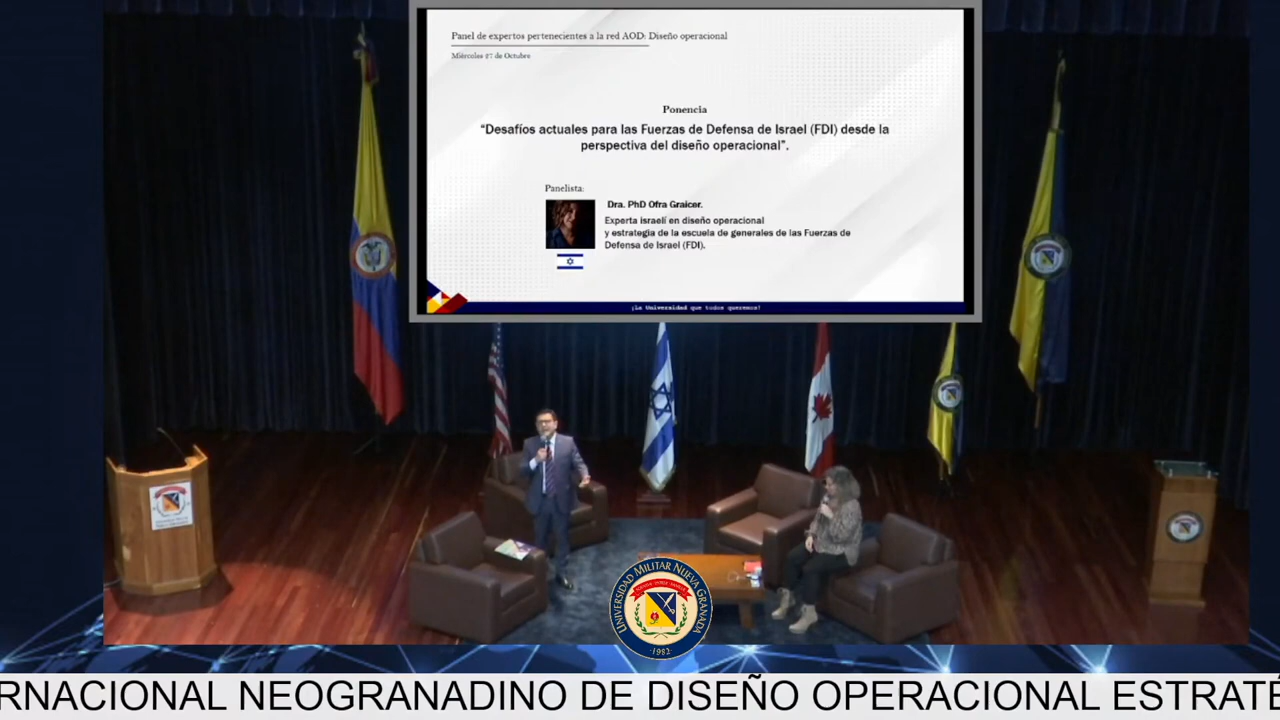 Panel de expertos pertenecientes a la red AOD: Diseño operacional
Miércoles 27 de Octubre
Ponencia
“Desafíos actuales para las Fuerzas de Defensa de Israel (FDI) desde la
perspectiva del diseño operacional”.
Panelista:
Dra. PhD Ofra Graicer.
Experta israelí en diseño operacional
y estrategia de la escuela de generales de las Fuerzas de
Defensa de Israel (FDI).
¡La Universidad que todos queremos!
UNIVERSIDAD MILITAR NUEVA GRANADA
·1982·
RNACIONAL NEOGRANADINO DE DISEÑO OPERACIONAL ESTRATÉ